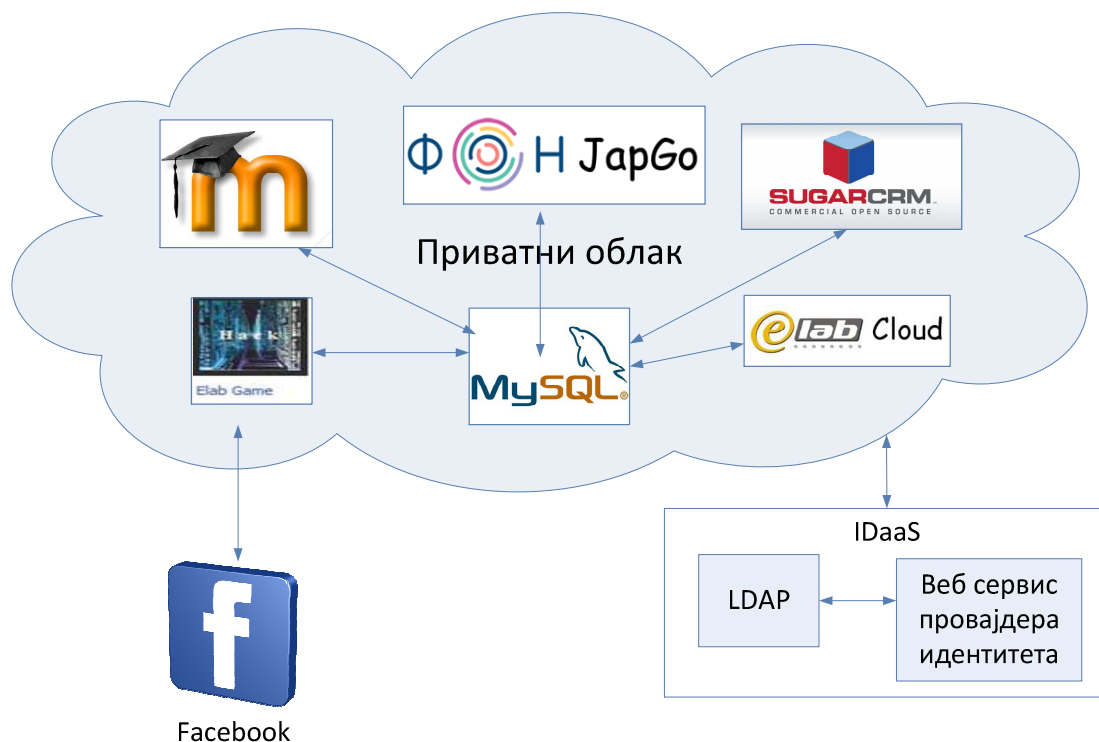 m
Ф Н JapGo
SUGARCRM
COMMERCIAL OPEN SOURCE
Приватни облак
Hack
Elab Game
MySQL®
elab Cloud
IDaaS
LDAP
Веб сервис
провајдера
идентитета
f
Facebook